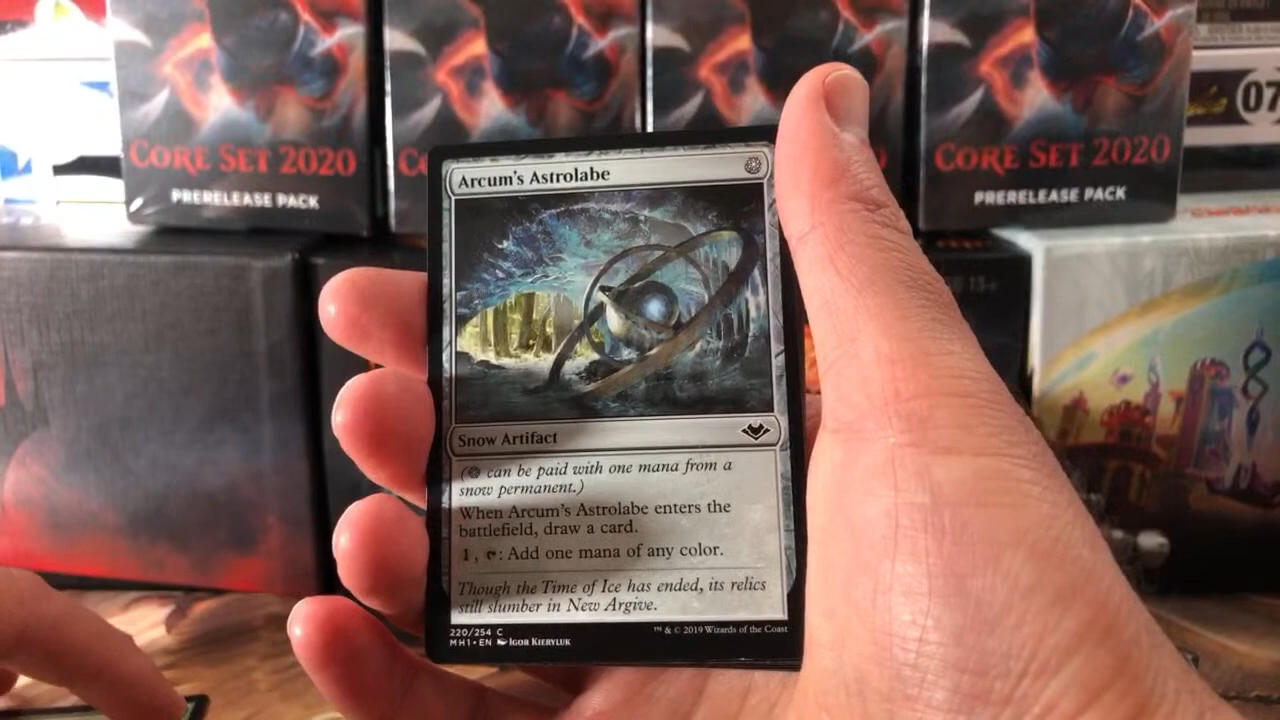 CORE SET 2020
PRERELEASE PACK
CORE SET 2020
PRERELEASE PACK
07
Arcum's Astrolabe
Snow Artifact
( can be paid with one mana from a
snow permanent.)
When Arcum's Astrolabe enters the
battlefield, draw a card.
1, : Add one mana of any color.
Though the Time of Ice has ended, its relics
still slumber in New Argive.
220/254 C
MH1 • EN IGOR KIERYLUK
™ & © 2019 Wizards of the Coast